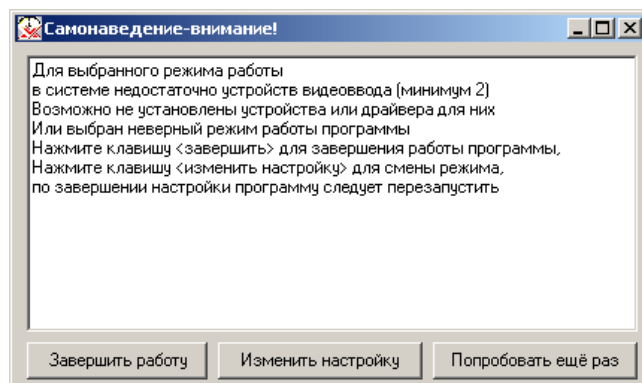 Самонаведение-внимание!
Для выбранного режима работы
в системе недостаточно устройств видеоввода (минимум 2)
Возможно не установлены устройства или драйвера для них
Или выбран неверный режим работы программы
Нажмите клавишу <завершить> для завершения работы программы,
Нажмите клавишу <изменить настройку> для смены режима,
по завершении настройки программу следует перезапустить
Завершить работу
Изменить настройку
Попробовать ещё раз